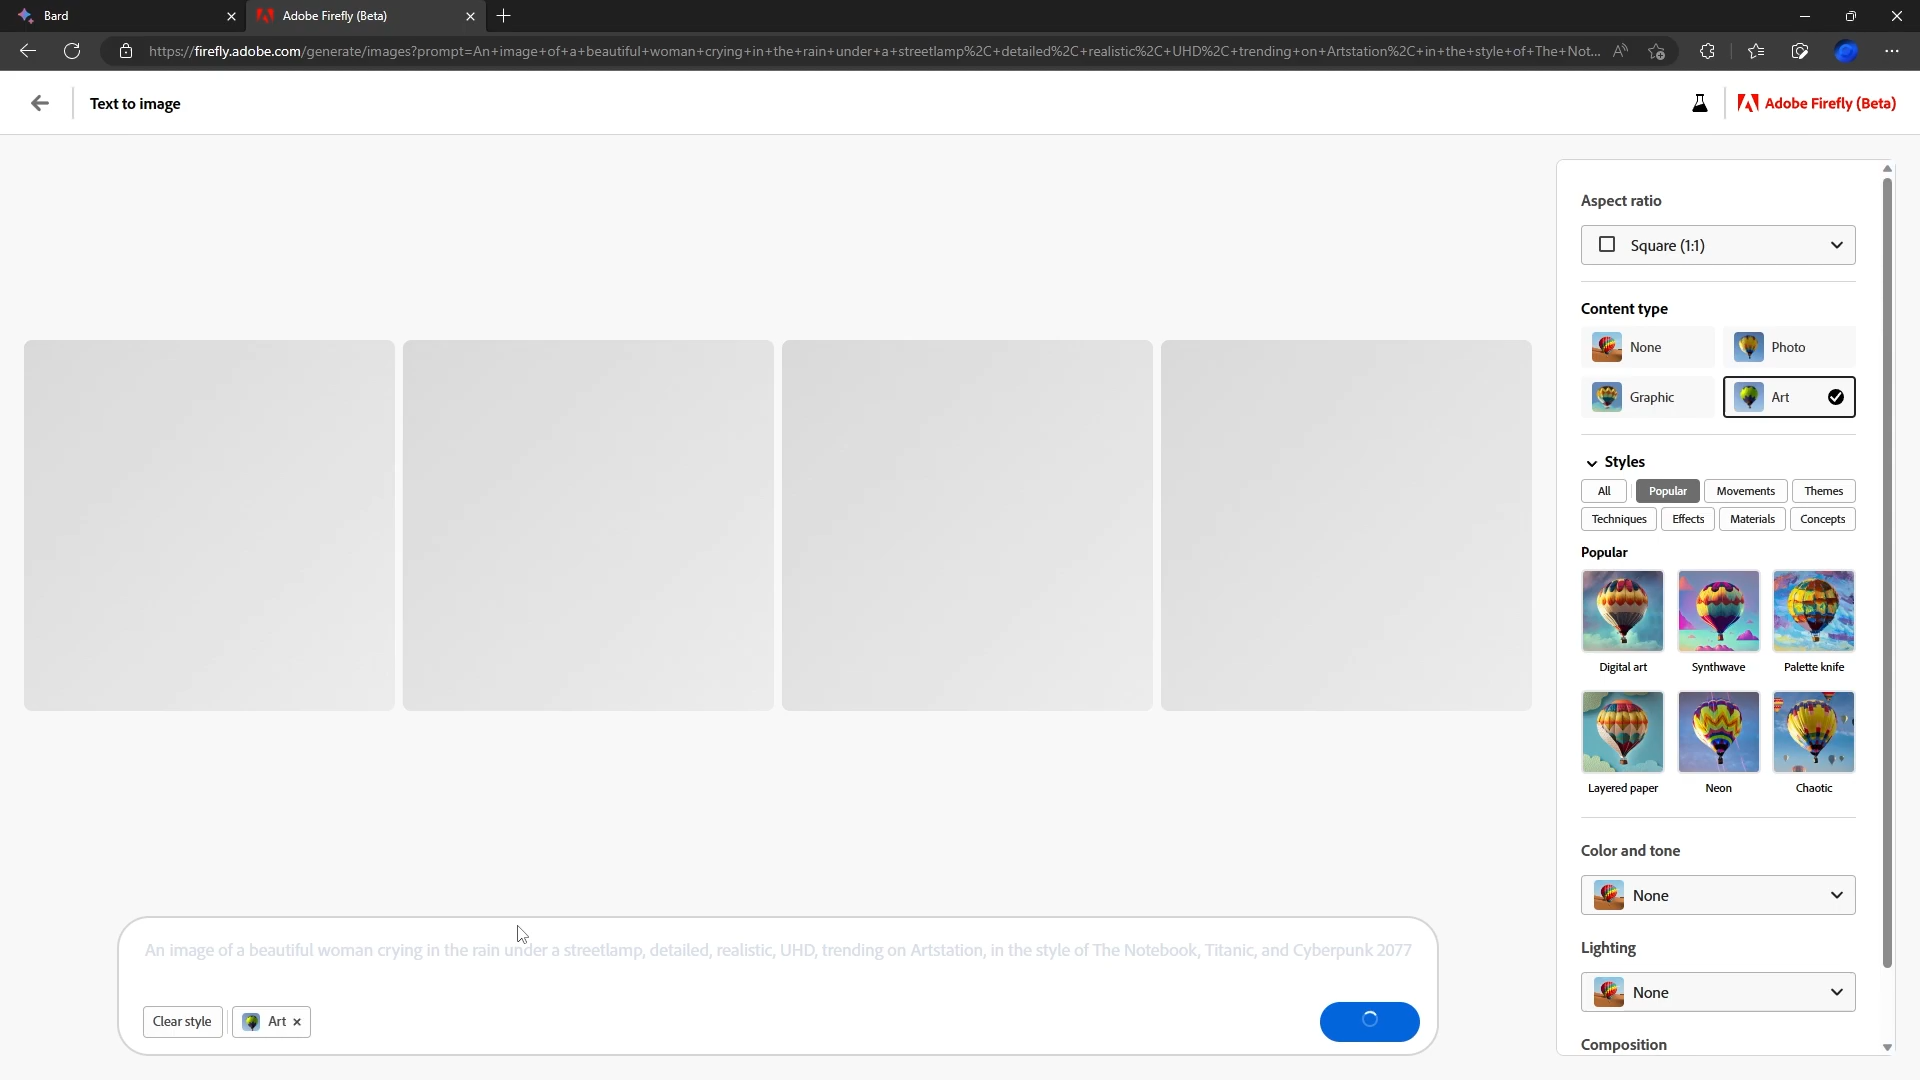 Bard
Adobe Firefly (Beta)
https://firefly.adobe.com/generate/images?prompt=An+image+of+a+beautiful+woman+crying+in+the+rain+under+a+streetlamp%2C+detailed%2C+realistic%2C+UHD%2C+trending+on+Artstation%2C+in+the+style+of+The+Not...
Text to image
Adobe Firefly (Beta)
Aspect ratio
Square (1:1)
Content type
None
Photo
Graphic
Art
Styles
All
Popular
Movements
Themes
Techniques
Effects
Materials
Concepts
Popular
Digital art
Synthwave
Palette knife
Layered paper
Neon
Chaotic
Color and tone
None
Lighting
None
Composition
An image of a beautiful woman crying in the rain under a streetlamp, detailed, realistic, UHD, trending on Artstation, in the style of The Notebook, Titanic, and Cyberpunk 2077
Clear style
Art